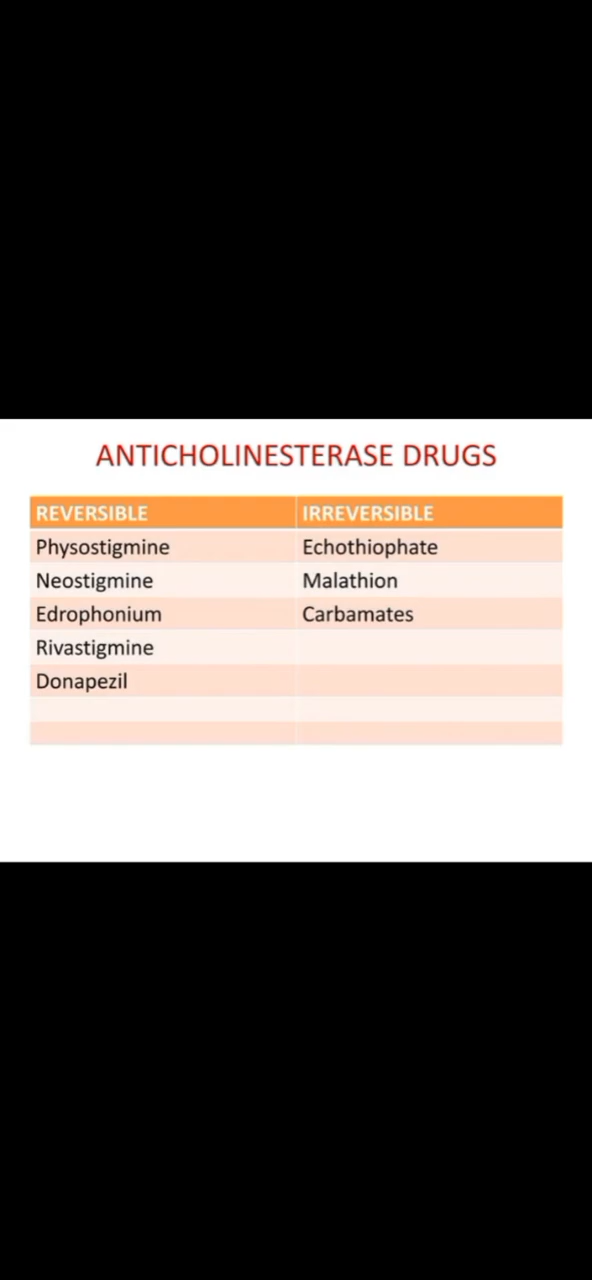 ANTICHOLINESTERASE DRUGS
REVERSIBLE IRREVERSIBLE
Physostigmine Echothiophate
Neostigmine Malathion
Edrophonium Carbamates
Rivastigmine
Donapezil